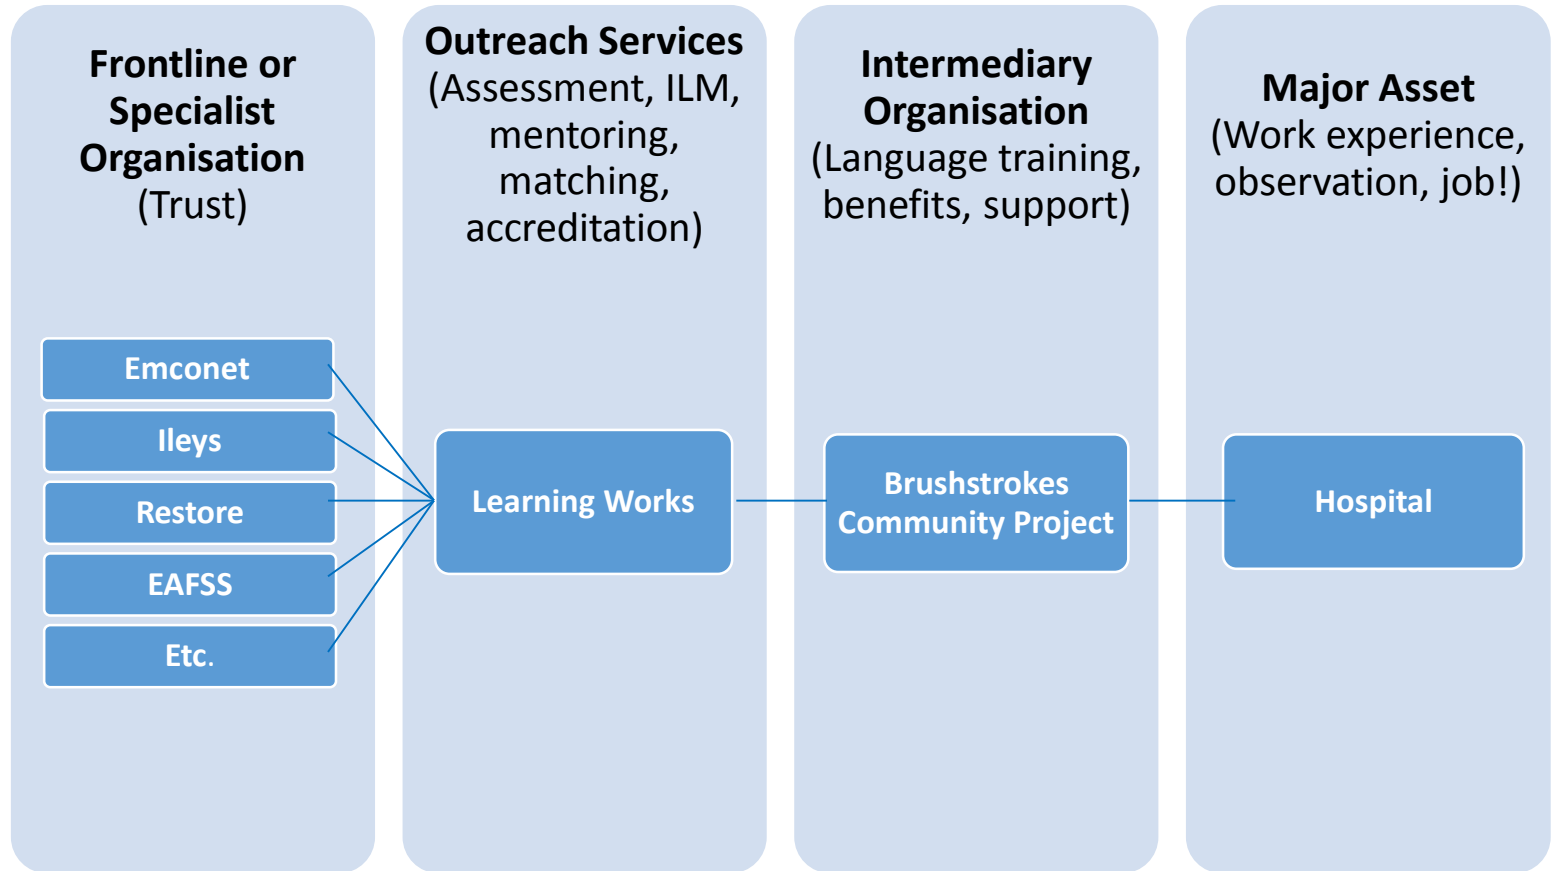 Frontline or
Specialist
Organisation
(Trust)
Emconet
Ileys
Restore
EAFSS
Etc.
Outreach Services
(Assessment, ILM,
mentoring,
matching,
accreditation)
Learning Works
Intermediary
Organisation
(Language training,
benefits, support)
Brushstrokes
Community Project
Major Asset
(Work experience,
observation, job!)
Hospital